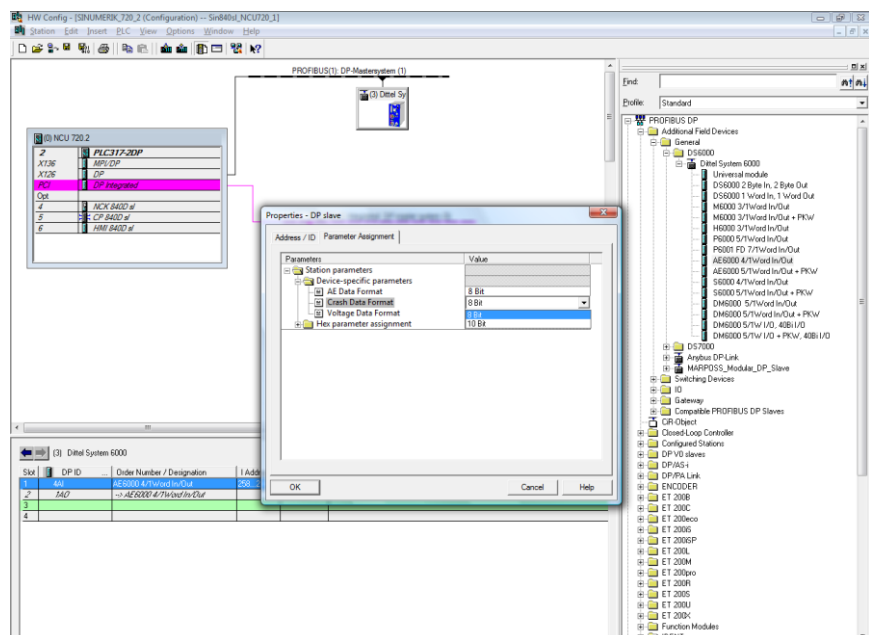 HW Config - [SINUMERIK_720_2 (Configuration) -- Sin840sl_NCU720_1]
Station Edit Insert PLC View Options Window Help
PROFIBUS(1): DP-Mastersystem (1)
(3) Dittel Sy
(0) NCU 720.2
2 PLC317-2DP
X136 MPI/DP
X126 DP
PCI DP integrated
Opt
4 NCK 840D sl
5 CP 840D sl
6 HMI 840D sl
Properties - DP slave
Address / ID Parameter Assignment
Parameters Value
Station parameters
Device-specific parameters
AE Data Format 8 Bit
Crash Data Format 8 Bit
Voltage Data Format 8 Bit
Hex parameter assignment 10 Bit
OK Cancel Help
(3) Dittel System 6000
Slot DP ID ... Order Number / Designation I Addr
1 4AI AE6000 4/1Word In/Out 258...
2 1AO --> AE6000 4/1Word In/Out
3
4
Find:
Profile: Standard
PROFIBUS DP
Additional Field Devices
General
DS6000
Dittel System 6000
Universal module
DS6000 2 Byte In, 2 Byte Out
DS6000 1 Word In, 1 Word Out
M6000 3/1Word In/Out
M6000 3/1Word In/Out + PKW
H6000 3/1Word In/Out
P6000 5/1Word In/Out
P6001 FD 7/1Word In/Out
AE6000 4/1Word In/Out
AE6000 5/1Word In/Out + PKW
S6000 4/1Word In/Out
S6000 5/1Word In/Out + PKW
DM6000 5/1Word In/Out
DM6000 5/1Word In/Out + PKW
DM6000 5/1W I/O, 40Bi I/O
DM6000 5/1W I/O + PKW, 40Bi I/O
DS7000
Anybus DP-Link
MARPOSS_Modular_DP_Slave
Switching Devices
IO
Gateway
Compatible PROFIBUS DP Slaves
CiR-Object
Closed-Loop Controller
Configured Stations
DP V0 slaves
DP/AS-i
DP/PA Link
ENCODER
ET 200B
ET 200C
ET 200eco
ET 200iS
ET 200iSP
ET 200L
ET 200M
ET 200pro
ET 200R
ET 200S
ET 200U
ET 200X
Function Modules